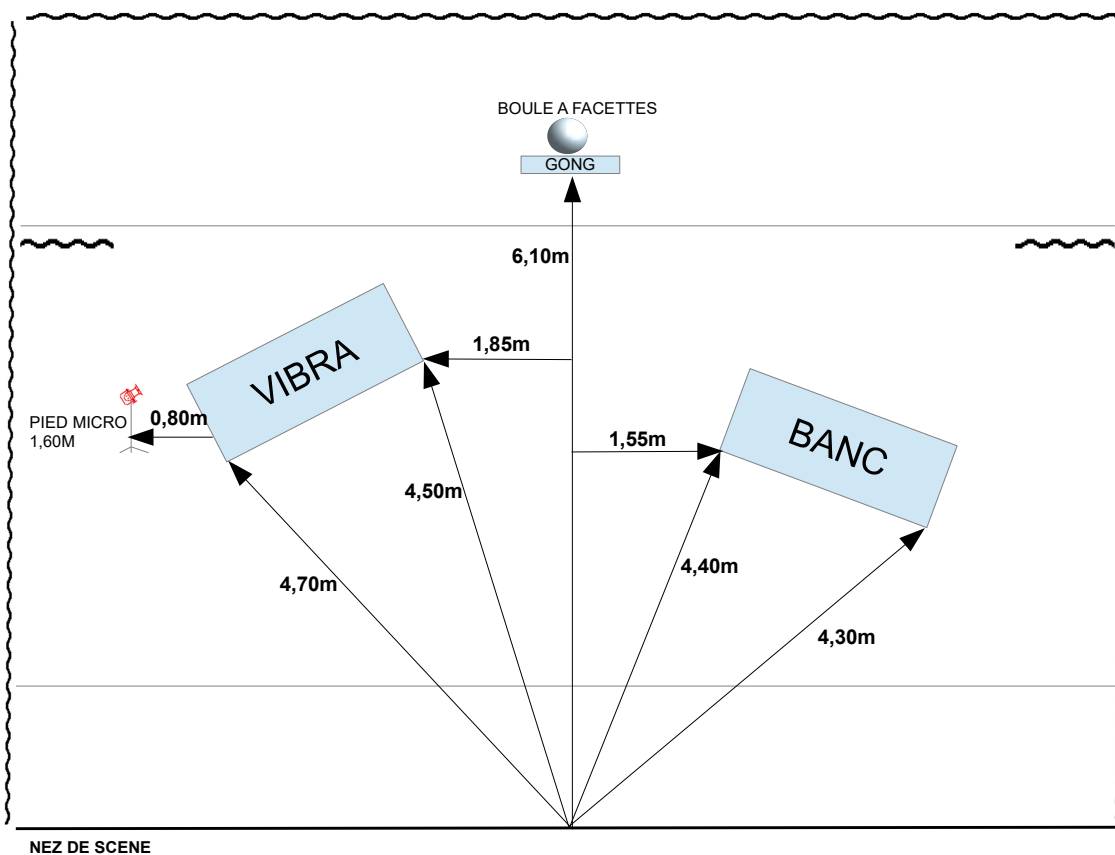 BOULE A FACETTES
GONG
6,10m
VIBRA
1,85m
PIED MICRO
1,60M
0,80m
1,55m
BANC
4,50m
4,70m
4,40m
4,30m
NEZ DE SCENE